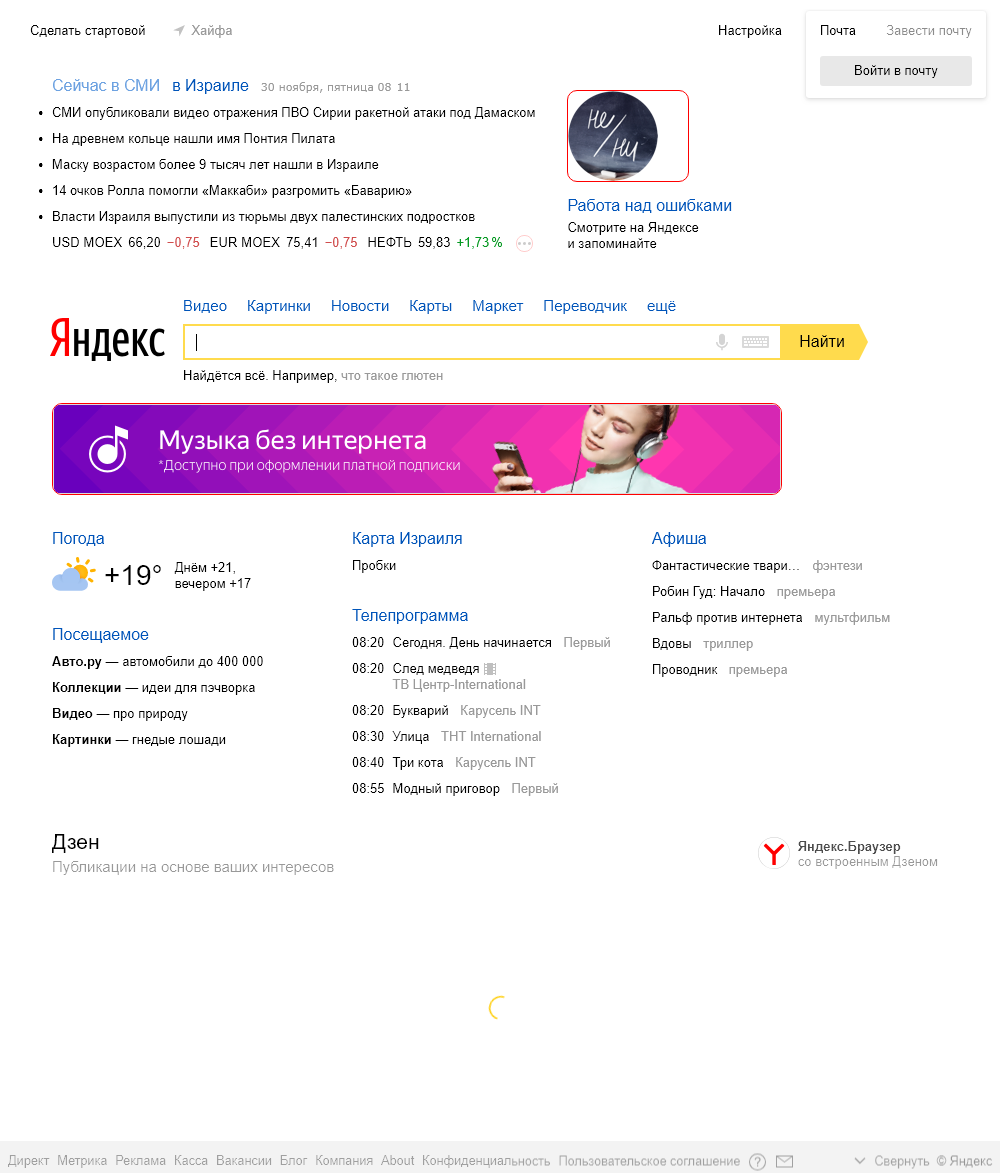 Сделать стартовой Хайфа Настройка Почта Завести почту
Войти в почту
Сейчас в СМИ в Израиле 30 ноября, пятница 08 11
СМИ опубликовали видео отражения ПВО Сирии ракетной атаки под Дамаском
На древнем кольце нашли имя Понтия Пилата
Маску возрастом более 9 тысяч лет нашли в Израиле
14 очков Ролла помогли «Маккаби» разгромить «Баварию»
Власти Израиля выпустили из тюрьмы двух палестинских подростков
USD MOEX 66,20 −0,75 EUR MOEX 75,41 −0,75 НЕФТЬ 59,83 +1,73 %
не/ни
Работа над ошибками
Смотрите на Яндексе
и запоминайте
Видео Картинки Новости Карты Маркет Переводчик ещё
Яндекс Найти
Найдётся всё. Например, что такое глютен
Музыка без интернета
*Доступно при оформлении платной подписки
Погода
+19° Днём +21,
вечером +17
Посещаемое
Авто.ру — автомобили до 400 000
Коллекции — идеи для пэчворка
Видео — про природу
Картинки — гнедые лошади
Карта Израиля
Пробки
Телепрограмма
08:20 Сегодня. День начинается Первый
08:20 След медведя
ТВ Центр-International
08:20 Букварий Карусель INT
08:30 Улица ТНТ International
08:40 Три кота Карусель INT
08:55 Модный приговор Первый
Афиша
Фантастические твари... фэнтези
Робин Гуд: Начало премьера
Ральф против интернета мультфильм
Вдовы триллер
Проводник премьера
Дзен
Публикации на основе ваших интересов
Яндекс.Браузер
со встроенным Дзеном
Директ Метрика Реклама Касса Вакансии Блог Компания About Конфиденциальность Пользовательское соглашение ? Свернуть © Яндекс